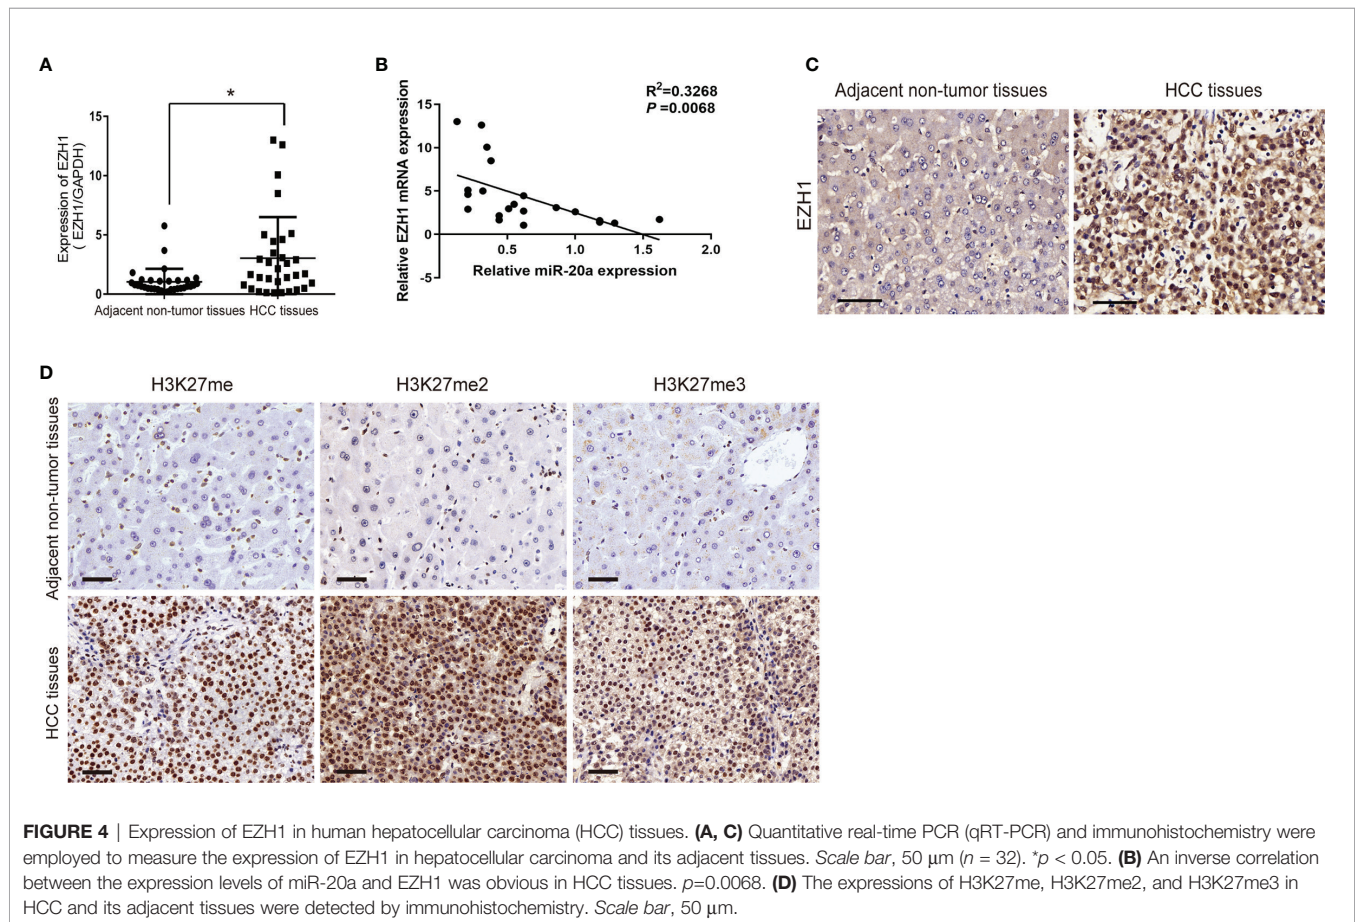 A
*
Expression of EZH1
( EZH1/GAPDH)
15
10
5
0
Adjacent non-tumor tissues HCC tissues
B
R2=0.3268
P =0.0068
Relative EZH1 mRNA expression
15
10
5
0
-5
0.5 1.0 1.5 2.0
Relative miR-20a expression
C
Adjacent non-tumor tissues HCC tissues
EZH1
D
H3K27me H3K27me2 H3K27me3
Adjacent non-tumor tissues
HCC tissues
FIGURE 4 | Expression of EZH1 in human hepatocellular carcinoma (HCC) tissues. (A, C) Quantitative real-time PCR (qRT-PCR) and immunohistochemistry were
employed to measure the expression of EZH1 in hepatocellular carcinoma and its adjacent tissues. Scale bar, 50 μm (n = 32). *p < 0.05. (B) An inverse correlation
between the expression levels of miR-20a and EZH1 was obvious in HCC tissues. p=0.0068. (D) The expressions of H3K27me, H3K27me2, and H3K27me3 in
HCC and its adjacent tissues were detected by immunohistochemistry. Scale bar, 50 μm.